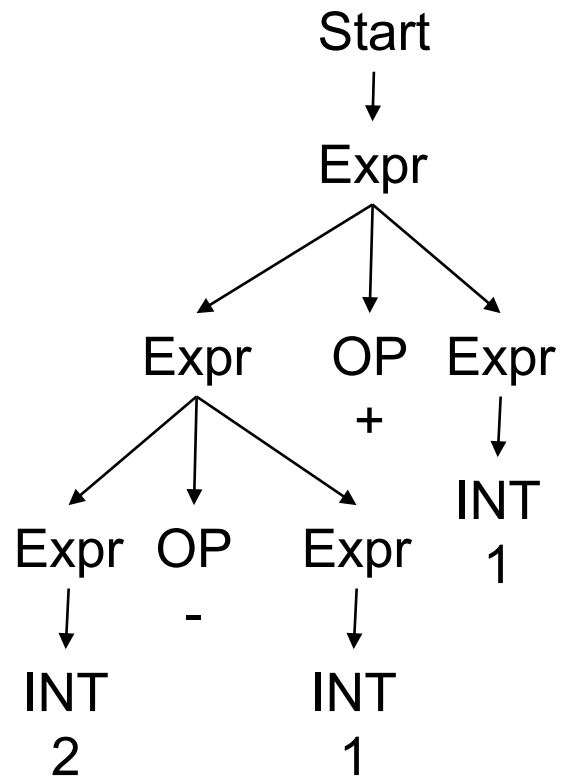 Start
Expr
Expr OP Expr
+
INT
1
Expr OP Expr
-
INT INT
2 1